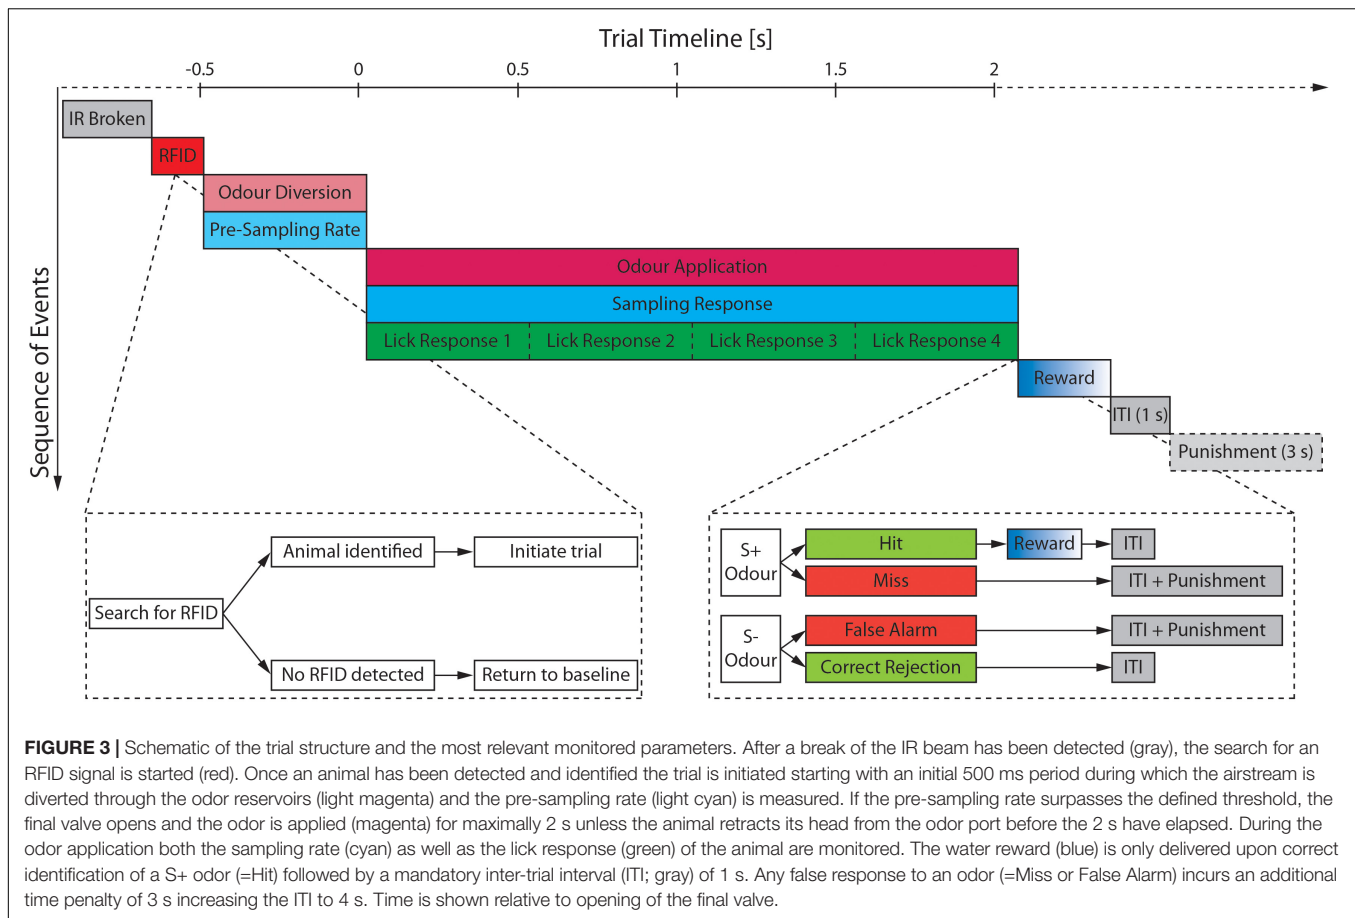 Trial Timeline [s]
-0.5 0 0.5 1 1.5 2
IR Broken
RFID
Odour Diversion
Pre-Sampling Rate
Odour Application
Sampling Response
Lick Response 1 Lick Response 2 Lick Response 3 Lick Response 4
Reward
ITI (1 s)
Punishment (3 s)
Sequence of Events
Search for RFID
Animal identified
Initiate trial
No RFID detected
Return to baseline
S+
Odour
Hit
Reward
ITI
Miss
ITI + Punishment
S-
Odour
False Alarm
ITI + Punishment
Correct Rejection
ITI
FIGURE 3 | Schematic of the trial structure and the most relevant monitored parameters. After a break of the IR beam has been detected (gray), the search for an
RFID signal is started (red). Once an animal has been detected and identified the trial is initiated starting with an initial 500 ms period during which the airstream is
diverted through the odor reservoirs (light magenta) and the pre-sampling rate (light cyan) is measured. If the pre-sampling rate surpasses the defined threshold, the
final valve opens and the odor is applied (magenta) for maximally 2 s unless the animal retracts its head from the odor port before the 2 s have elapsed. During the
odor application both the sampling rate (cyan) as well as the lick response (green) of the animal are monitored. The water reward (blue) is only delivered upon correct
identification of a S+ odor (=Hit) followed by a mandatory inter-trial interval (ITI; gray) of 1 s. Any false response to an odor (=Miss or False Alarm) incurs an additional
time penalty of 3 s increasing the ITI to 4 s. Time is shown relative to opening of the final valve.